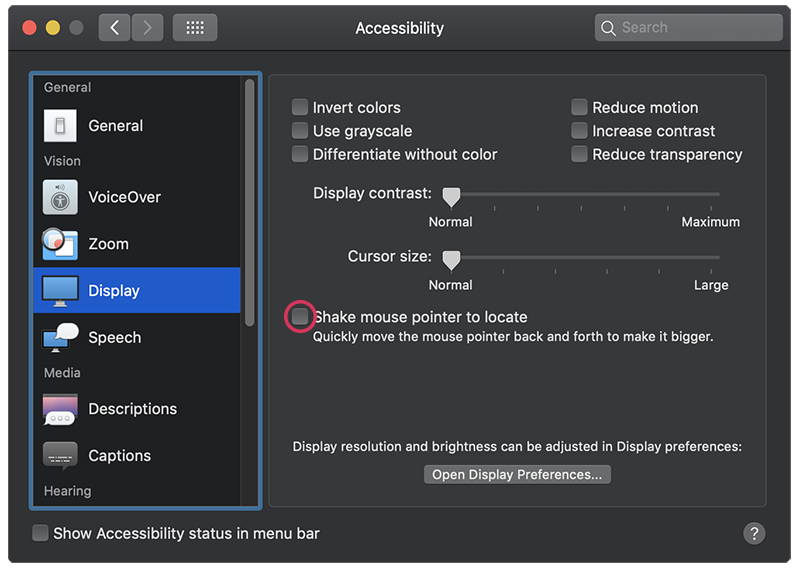 Accessibility
Search
General
General
Vision
VoiceOver
Zoom
Display
Speech
Media
Descriptions
Captions
Hearing
Invert colors
Use grayscale
Differentiate without color
Reduce motion
Increase contrast
Reduce transparency
Display contrast:
Normal Maximum
Cursor size:
Normal Large
Shake mouse pointer to locate
Quickly move the mouse pointer back and forth to make it bigger.
Display resolution and brightness can be adjusted in Display preferences:
Open Display Preferences...
Show Accessibility status in menu bar
?